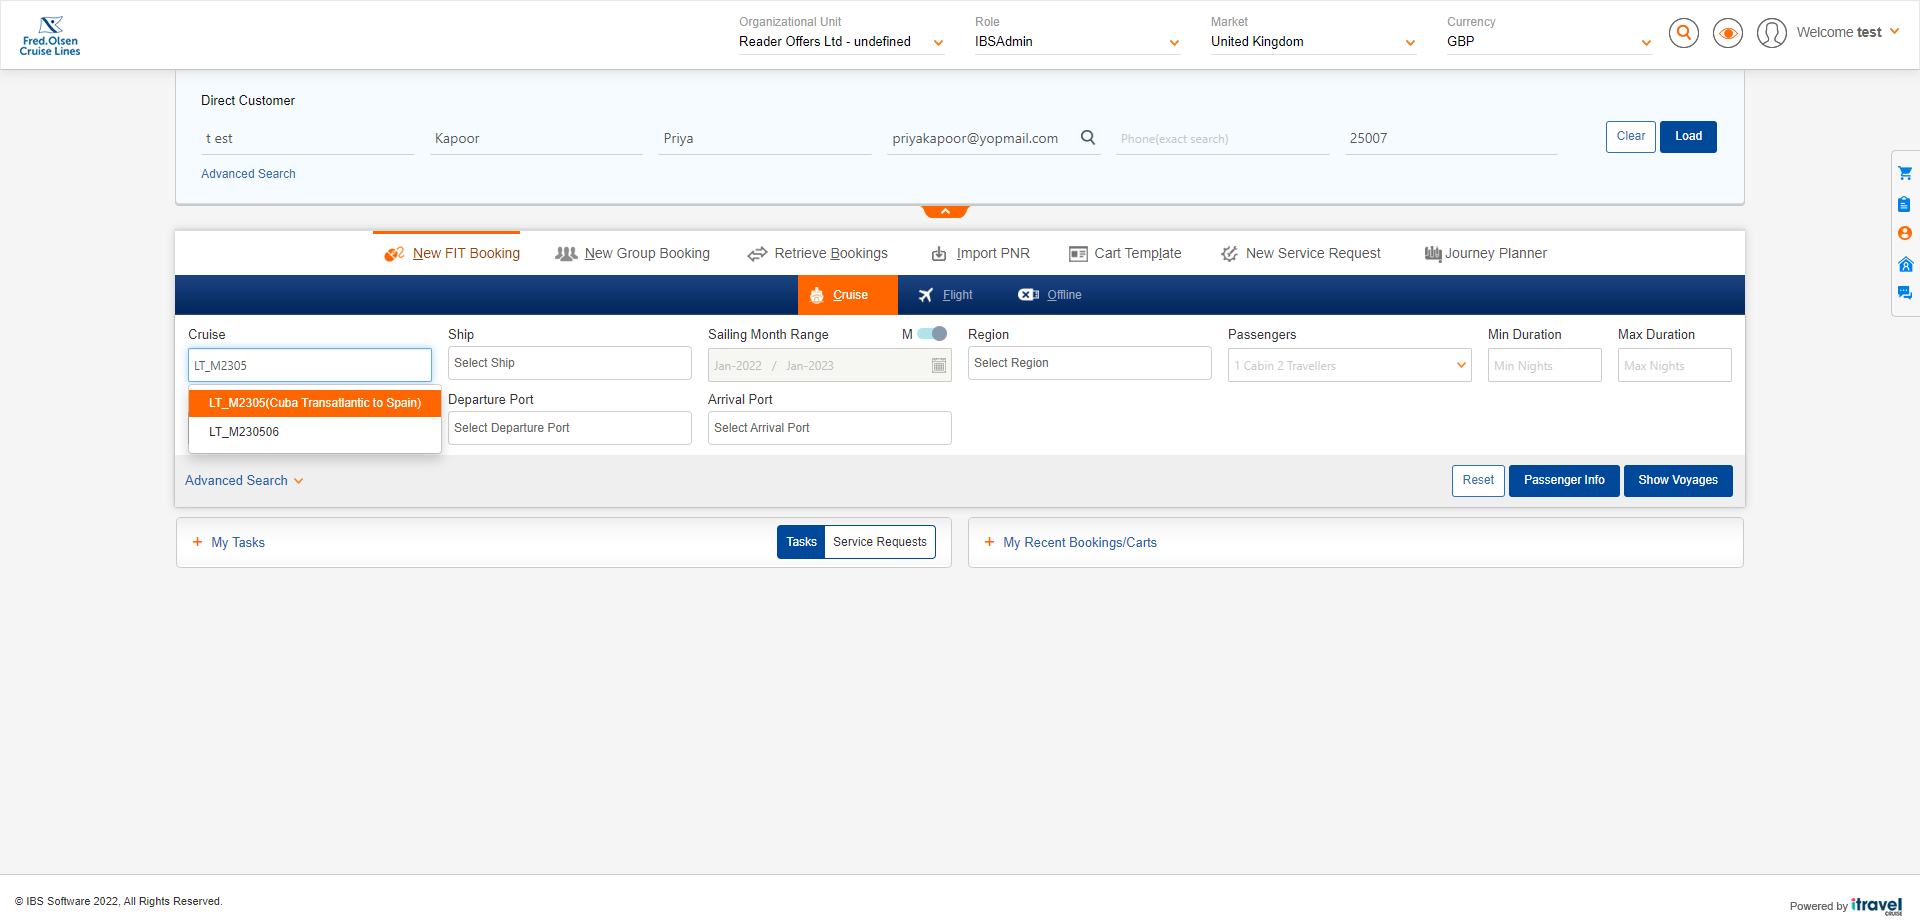 Fred.Olsen
Cruise Lines
Organizational Unit
Reader Offers Ltd - undefined
Role
IBSAdmin
Market
United Kingdom
Currency
GBP
Welcome test
Direct Customer
t est
Kapoor
Priya
priyakapoor@yopmail.com
Phone(exact search)
25007
Clear
Load
Advanced Search
New FIT Booking
New Group Booking
Retrieve Bookings
Import PNR
Cart Template
New Service Request
Journey Planner
Cruise
Flight
Offline
Cruise
Ship
Sailing Month Range
M
Region
Passengers
Min Duration
Max Duration
LT_M2305
Select Ship
Jan-2022 / Jan-2023
Select Region
1 Cabin 2 Travellers
Min Nights
Max Nights
LT_M2305(Cuba Transatlantic to Spain)
LT_M230506
Departure Port
Arrival Port
Select Departure Port
Select Arrival Port
Advanced Search
Reset
Passenger Info
Show Voyages
+ My Tasks
Tasks
Service Requests
+ My Recent Bookings/Carts
© IBS Software 2022, All Rights Reserved.
Powered by itravel
CRUISE